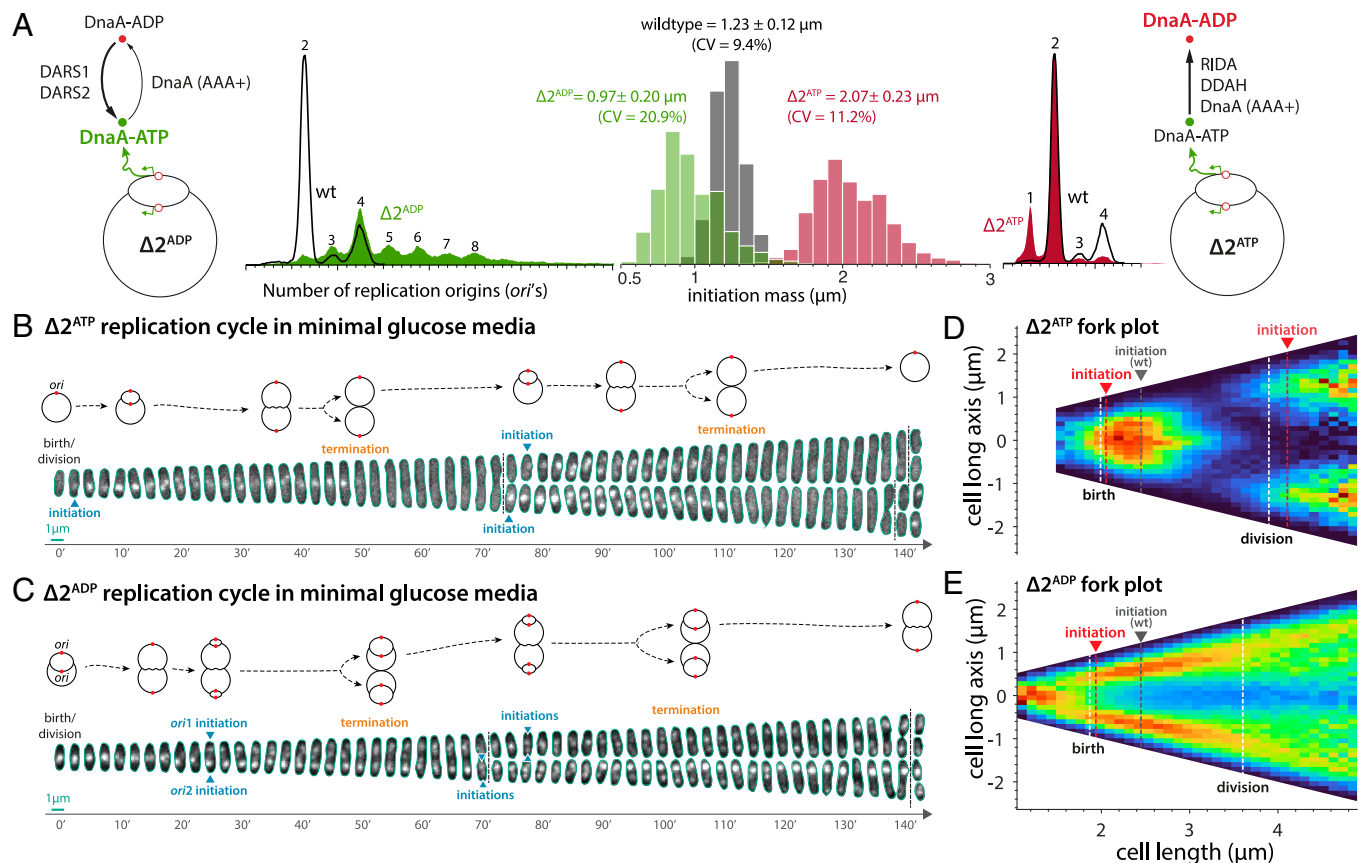 A
DnaA-ADP
DARS1
DARS2
DnaA (AAA+)
DnaA-ATP
Δ2ᴬᴰᴾ
2
wt
3
4
Δ2ᴬᴰᴾ
5
6
7
8
Number of replication origins (ori's)
wildtype = 1.23 ± 0.12 μm
(CV = 9.4%)
Δ2ᴬᴰᴾ = 0.97± 0.20 μm
(CV = 20.9%)
Δ2ᴬᵀᴾ = 2.07± 0.23 μm
(CV = 11.2%)
0.5
1
2
3
initiation mass (μm)
2
1
wt
Δ2ᴬᵀᴾ
3
4
DnaA-ADP
RIDA
DDAH
DnaA (AAA+)
DnaA-ATP
Δ2ᴬᵀᴾ
B Δ2ᴬᵀᴾ replication cycle in minimal glucose media
ori
birth/
division
termination
initiation
termination
initiation
initiation
1μm
0' 10' 20' 30' 40' 50' 60' 70' 80' 90' 100' 110' 120' 130' 140'
C Δ2ᴬᴰᴾ replication cycle in minimal glucose media
ori
ori
birth/
division
ori1 initiation
termination
initiations
termination
ori2 initiation
initiations
1μm
0' 10' 20' 30' 40' 50' 60' 70' 80' 90' 100' 110' 120' 130' 140'
D Δ2ᴬᵀᴾ fork plot
initiation
initiation
(wt)
initiation
cell long axis (μm)
2
1
0
-1
-2
birth
division
E Δ2ᴬᴰᴾ fork plot
initiation
initiation
(wt)
cell long axis (μm)
2
1
0
-1
-2
birth
division
2 3 4
cell length (μm)